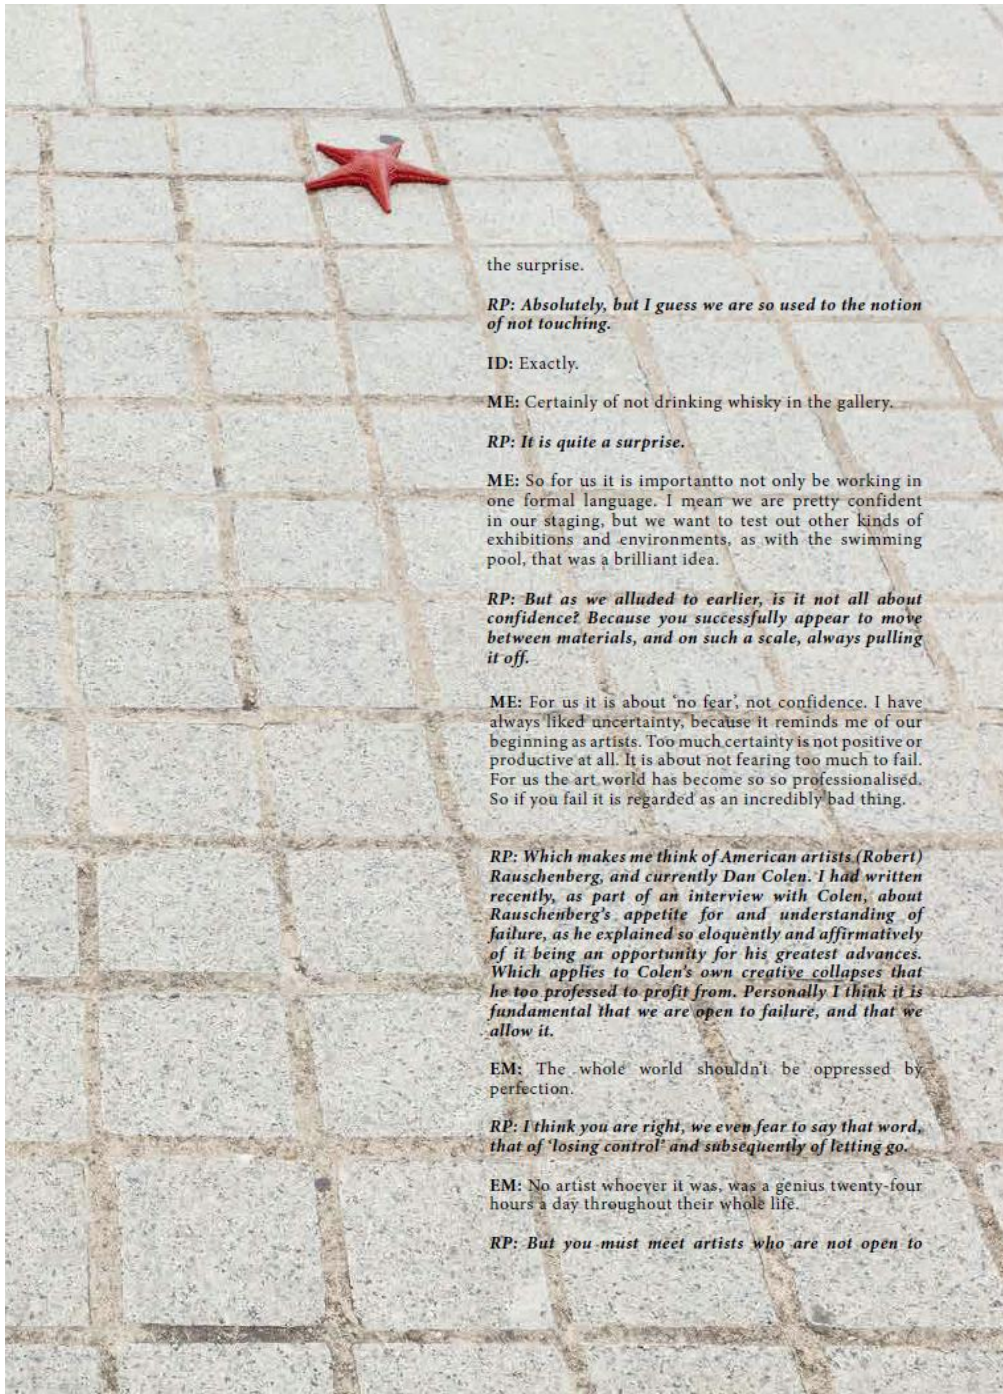 the surprise.
RP: Absolutely, but I guess we are so used to the notion
of not touching.
ID: Exactly.
ME: Certainly of not drinking whisky in the gallery.
RP: It is quite a surprise.
ME: So for us it is importantto not only be working in
one formal language. I mean we are pretty confident
in our staging, but we want to test out other kinds of
exhibitions and environments, as with the swimming
pool, that was a brilliant idea.
RP: But as we alluded to earlier, is it not all about
confidence? Because you successfully appear to move
between materials, and on such a scale, always pulling
it off.
ME: For us it is about ‘no fear’, not confidence. I have
always liked uncertainty, because it reminds me of our
beginning as artists. Too much certainty is not positive or
productive at all. It is about not fearing too much to fail.
For us the art world has become so so professionalised.
So if you fail it is regarded as an incredibly bad thing.
RP: Which makes me think of American artists (Robert)
Rauschenberg, and currently Dan Colen. I had written
recently, as part of an interview with Colen, about
Rauschenberg’s appetite for and understanding of
failure, as he explained so eloquently and affirmatively
of it being an opportunity for his greatest advances.
Which applies to Colen’s own creative collapses that
he too professed to profit from. Personally I think it is
fundamental that we are open to failure, and that we
allow it.
EM: The whole world shouldn’t be oppressed by
perfection.
RP: I think you are right, we even fear to say that word,
that of ‘losing control’ and subsequently of letting go.
EM: No artist whoever it was, was a genius twenty-four
hours a day throughout their whole life.
RP: But you must meet artists who are not open to